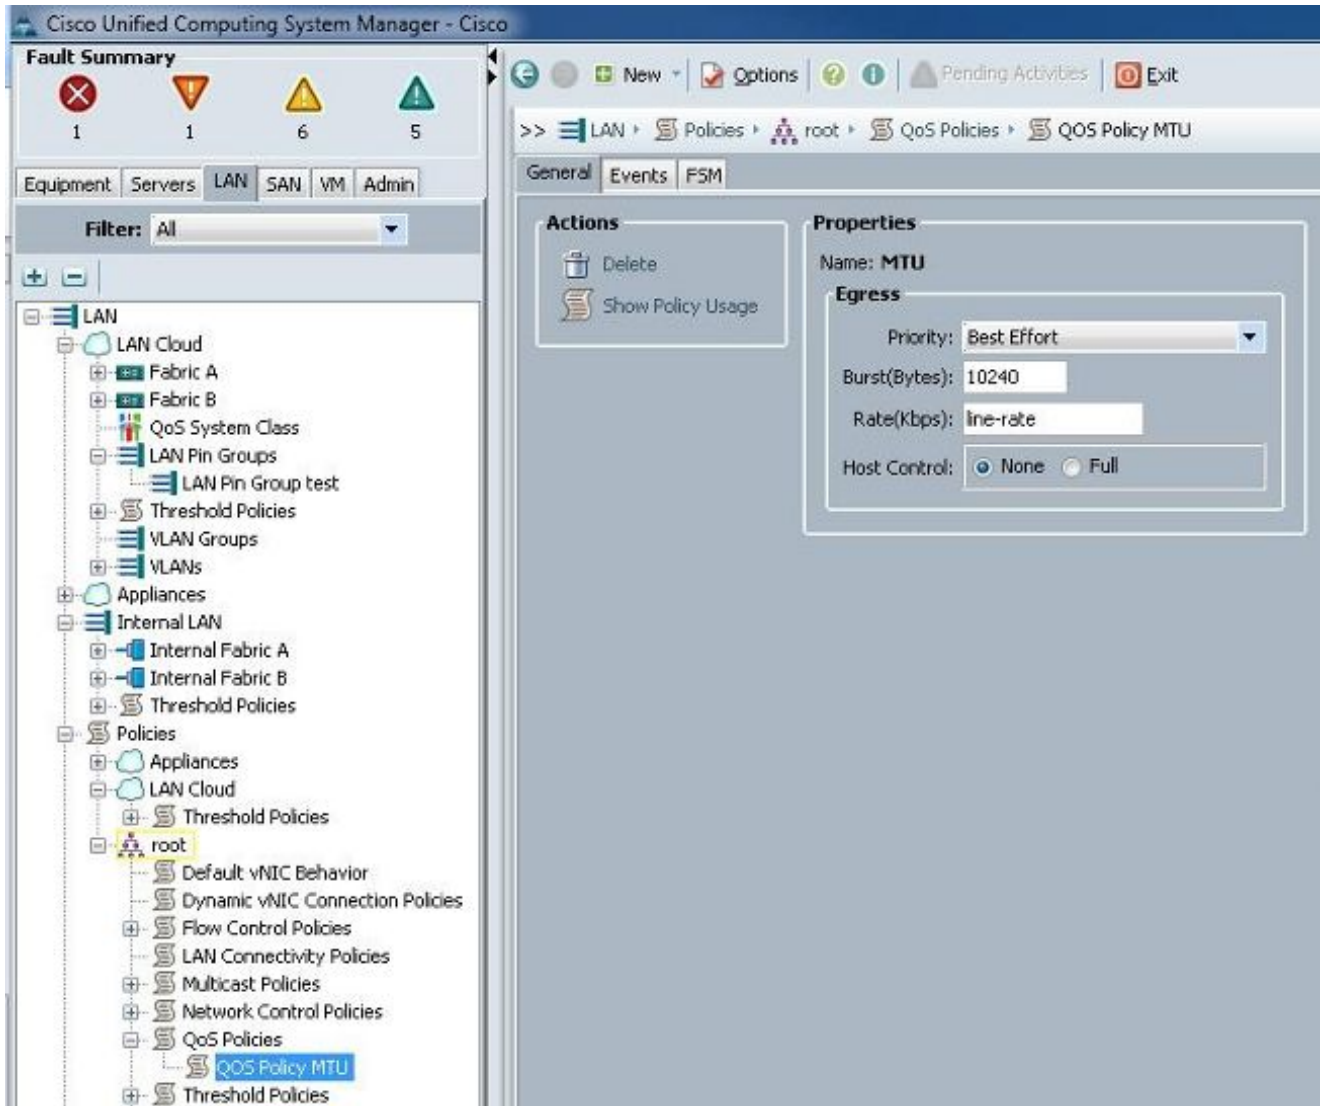 Cisco Unified Computing System Manager - Cisco
Fault Summary
1 1 6 5
Equipment Servers LAN SAN VM Admin
Filter: All
LAN
LAN Cloud
Fabric A
Fabric B
QoS System Class
LAN Pin Groups
LAN Pin Group test
Threshold Policies
VLAN Groups
VLANs
Appliances
Internal LAN
Internal Fabric A
Internal Fabric B
Threshold Policies
Policies
Appliances
LAN Cloud
Threshold Policies
root
Default vNIC Behavior
Dynamic vNIC Connection Policies
Flow Control Policies
LAN Connectivity Policies
Multicast Policies
Network Control Policies
QoS Policies
QOS Policy MTU
Threshold Policies
New Options Pending Activities Exit
>> LAN Policies root QoS Policies QOS Policy MTU
General Events FSM
Actions
Delete
Show Policy Usage
Properties
Name: MTU
Egress
Priority: Best Effort
Burst(Bytes): 10240
Rate(Kbps): line-rate
Host Control: None Full